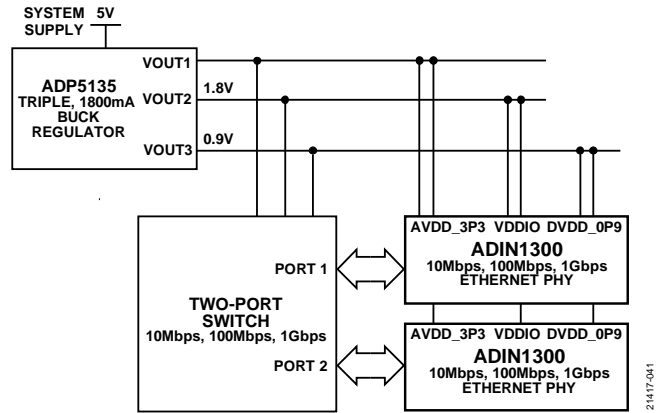 SYSTEM 5V
SUPPLY
ADP5135
TRIPLE, 1800mA
BUCK
REGULATOR
VOUT1
VOUT2 1.8V
VOUT3 0.9V
PORT 1
TWO-PORT
SWITCH
10Mbps, 100Mbps, 1Gbps
PORT 2
AVDD_3P3 VDDIO DVDD_0P9
ADIN1300
10Mbps, 100Mbps, 1Gbps
ETHERNET PHY
AVDD_3P3 VDDIO DVDD_0P9
ADIN1300
10Mbps, 100Mbps, 1Gbps
ETHERNET PHY
21417-041